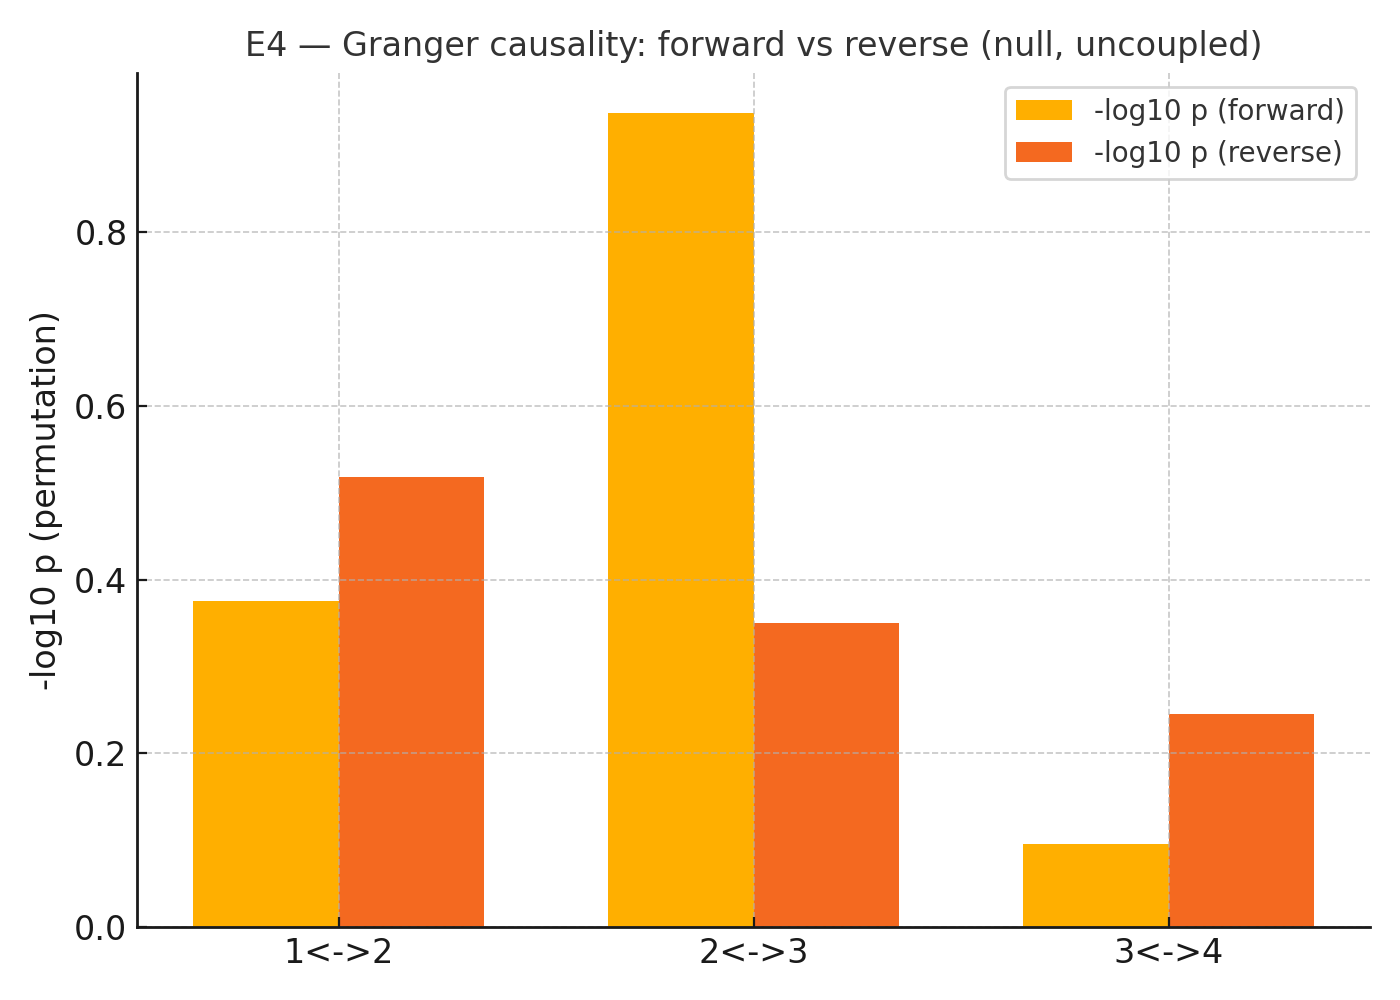 E4 — Granger causality: forward vs reverse (null, uncoupled)
-log10 p (forward)
-log10 p (reverse)
-log10 p (permutation)
0.8
0.6
0.4
0.2
0.0
1<->2
2<->3
3<->4